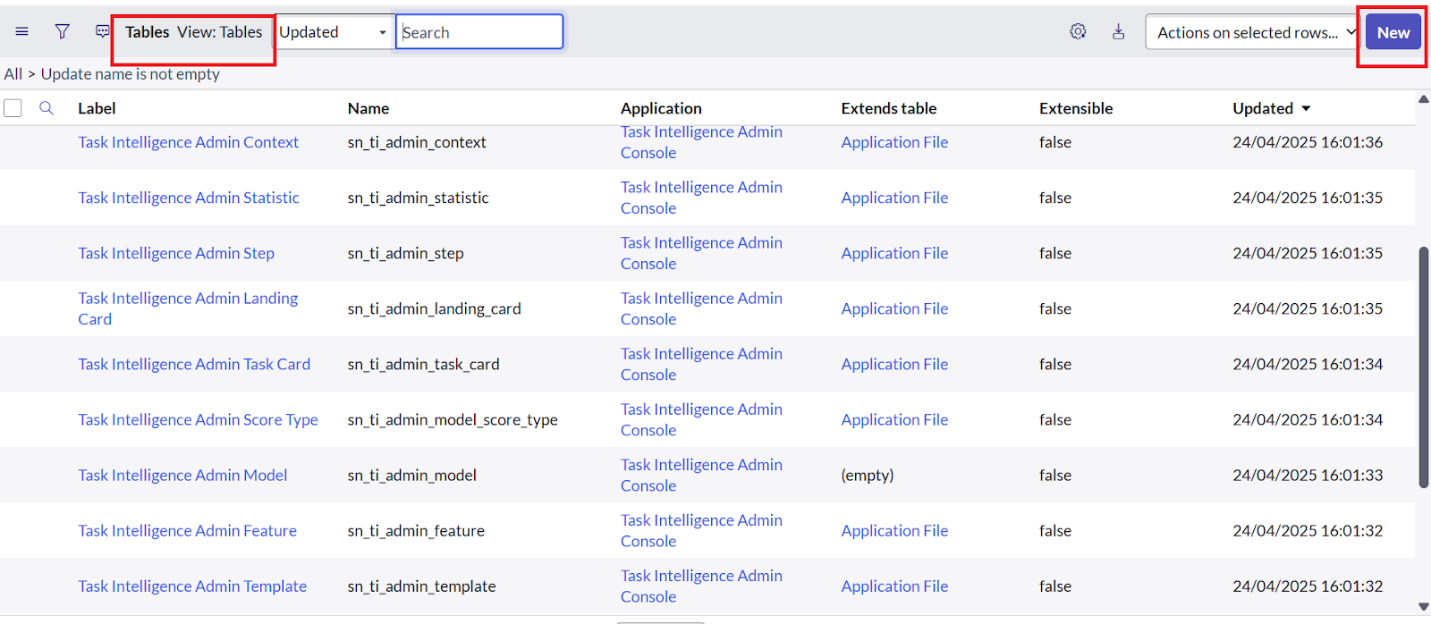 Tables View: Tables Updated Search Actions on selected rows... New
All > Update name is not empty
Label Name Application Extends table Extensible Updated
Task Intelligence Admin Context sn_ti_admin_context Task Intelligence Admin Console Application File false 24/04/2025 16:01:36
Task Intelligence Admin Statistic sn_ti_admin_statistic Task Intelligence Admin Console Application File false 24/04/2025 16:01:35
Task Intelligence Admin Step sn_ti_admin_step Task Intelligence Admin Console Application File false 24/04/2025 16:01:35
Task Intelligence Admin Landing Card sn_ti_admin_landing_card Task Intelligence Admin Console Application File false 24/04/2025 16:01:35
Task Intelligence Admin Task Card sn_ti_admin_task_card Task Intelligence Admin Console Application File false 24/04/2025 16:01:34
Task Intelligence Admin Score Type sn_ti_admin_model_score_type Task Intelligence Admin Console Application File false 24/04/2025 16:01:34
Task Intelligence Admin Model sn_ti_admin_model Task Intelligence Admin Console (empty) false 24/04/2025 16:01:33
Task Intelligence Admin Feature sn_ti_admin_feature Task Intelligence Admin Console Application File false 24/04/2025 16:01:32
Task Intelligence Admin Template sn_ti_admin_template Task Intelligence Admin Console Application File false 24/04/2025 16:01:32